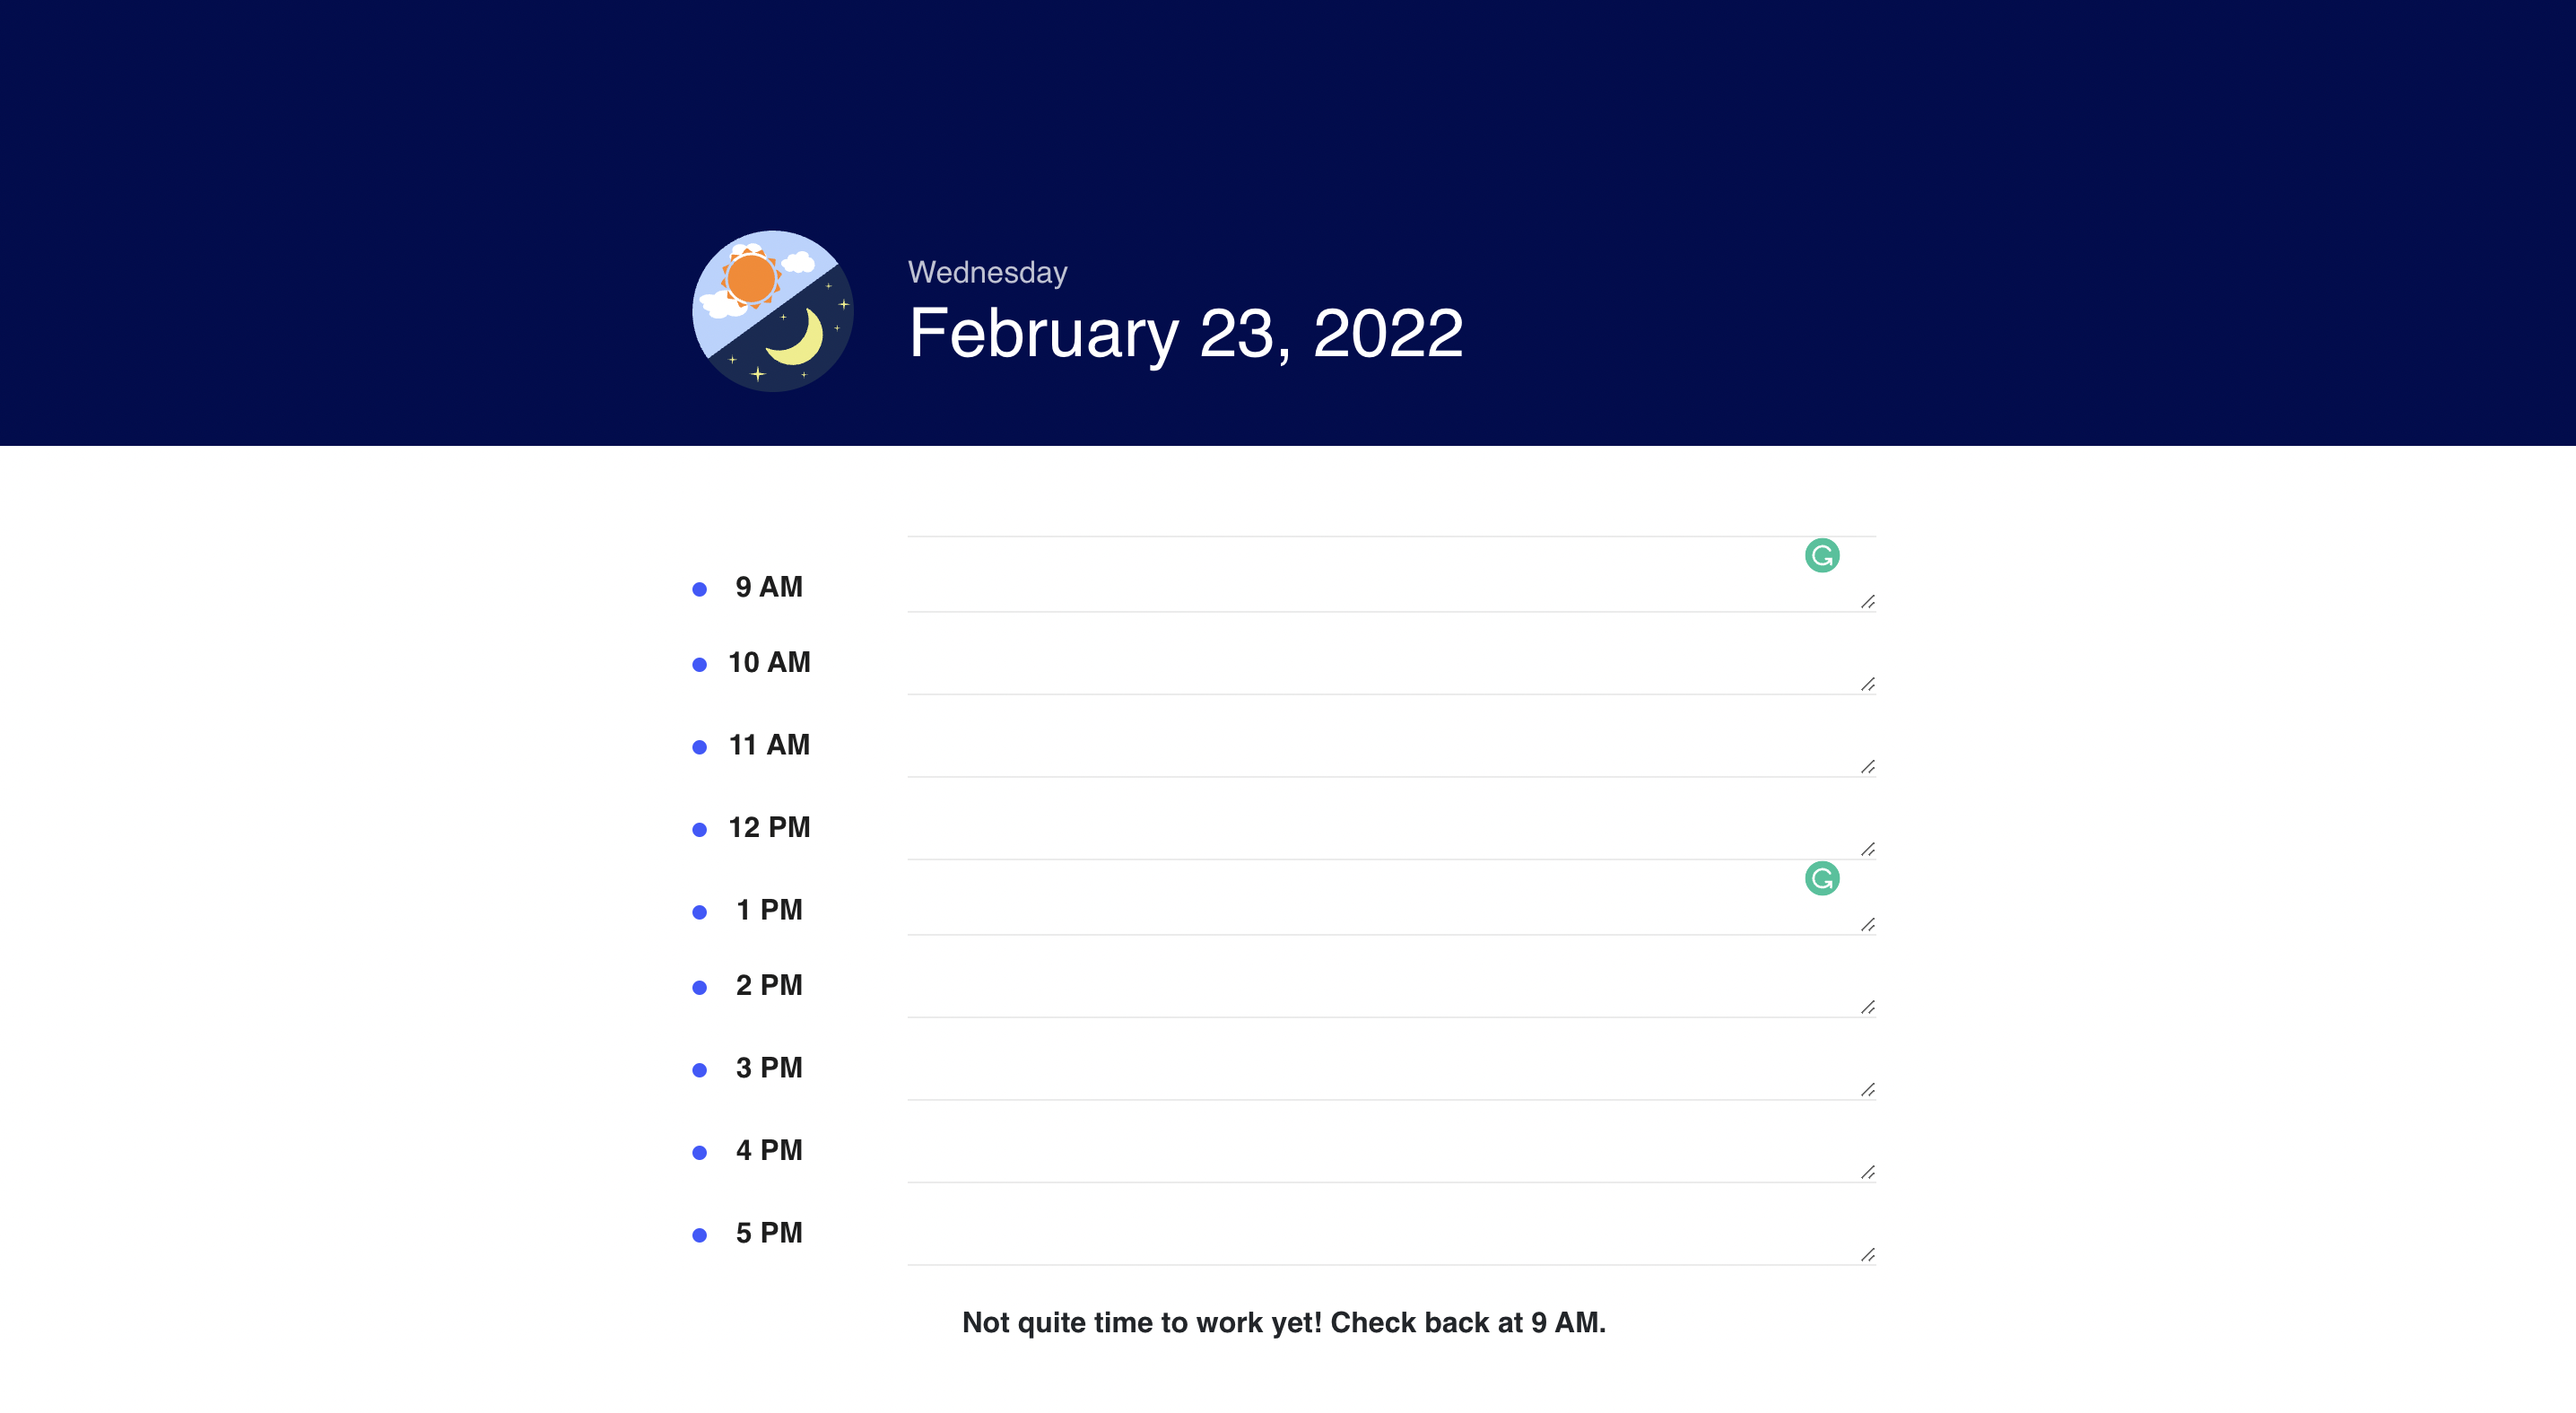 Wednesday
February 23, 2022
9 AM
10 AM
11 AM
12 PM
1 PM
2 PM
3 PM
4 PM
5 PM
Not quite time to work yet! Check back at 9 AM.